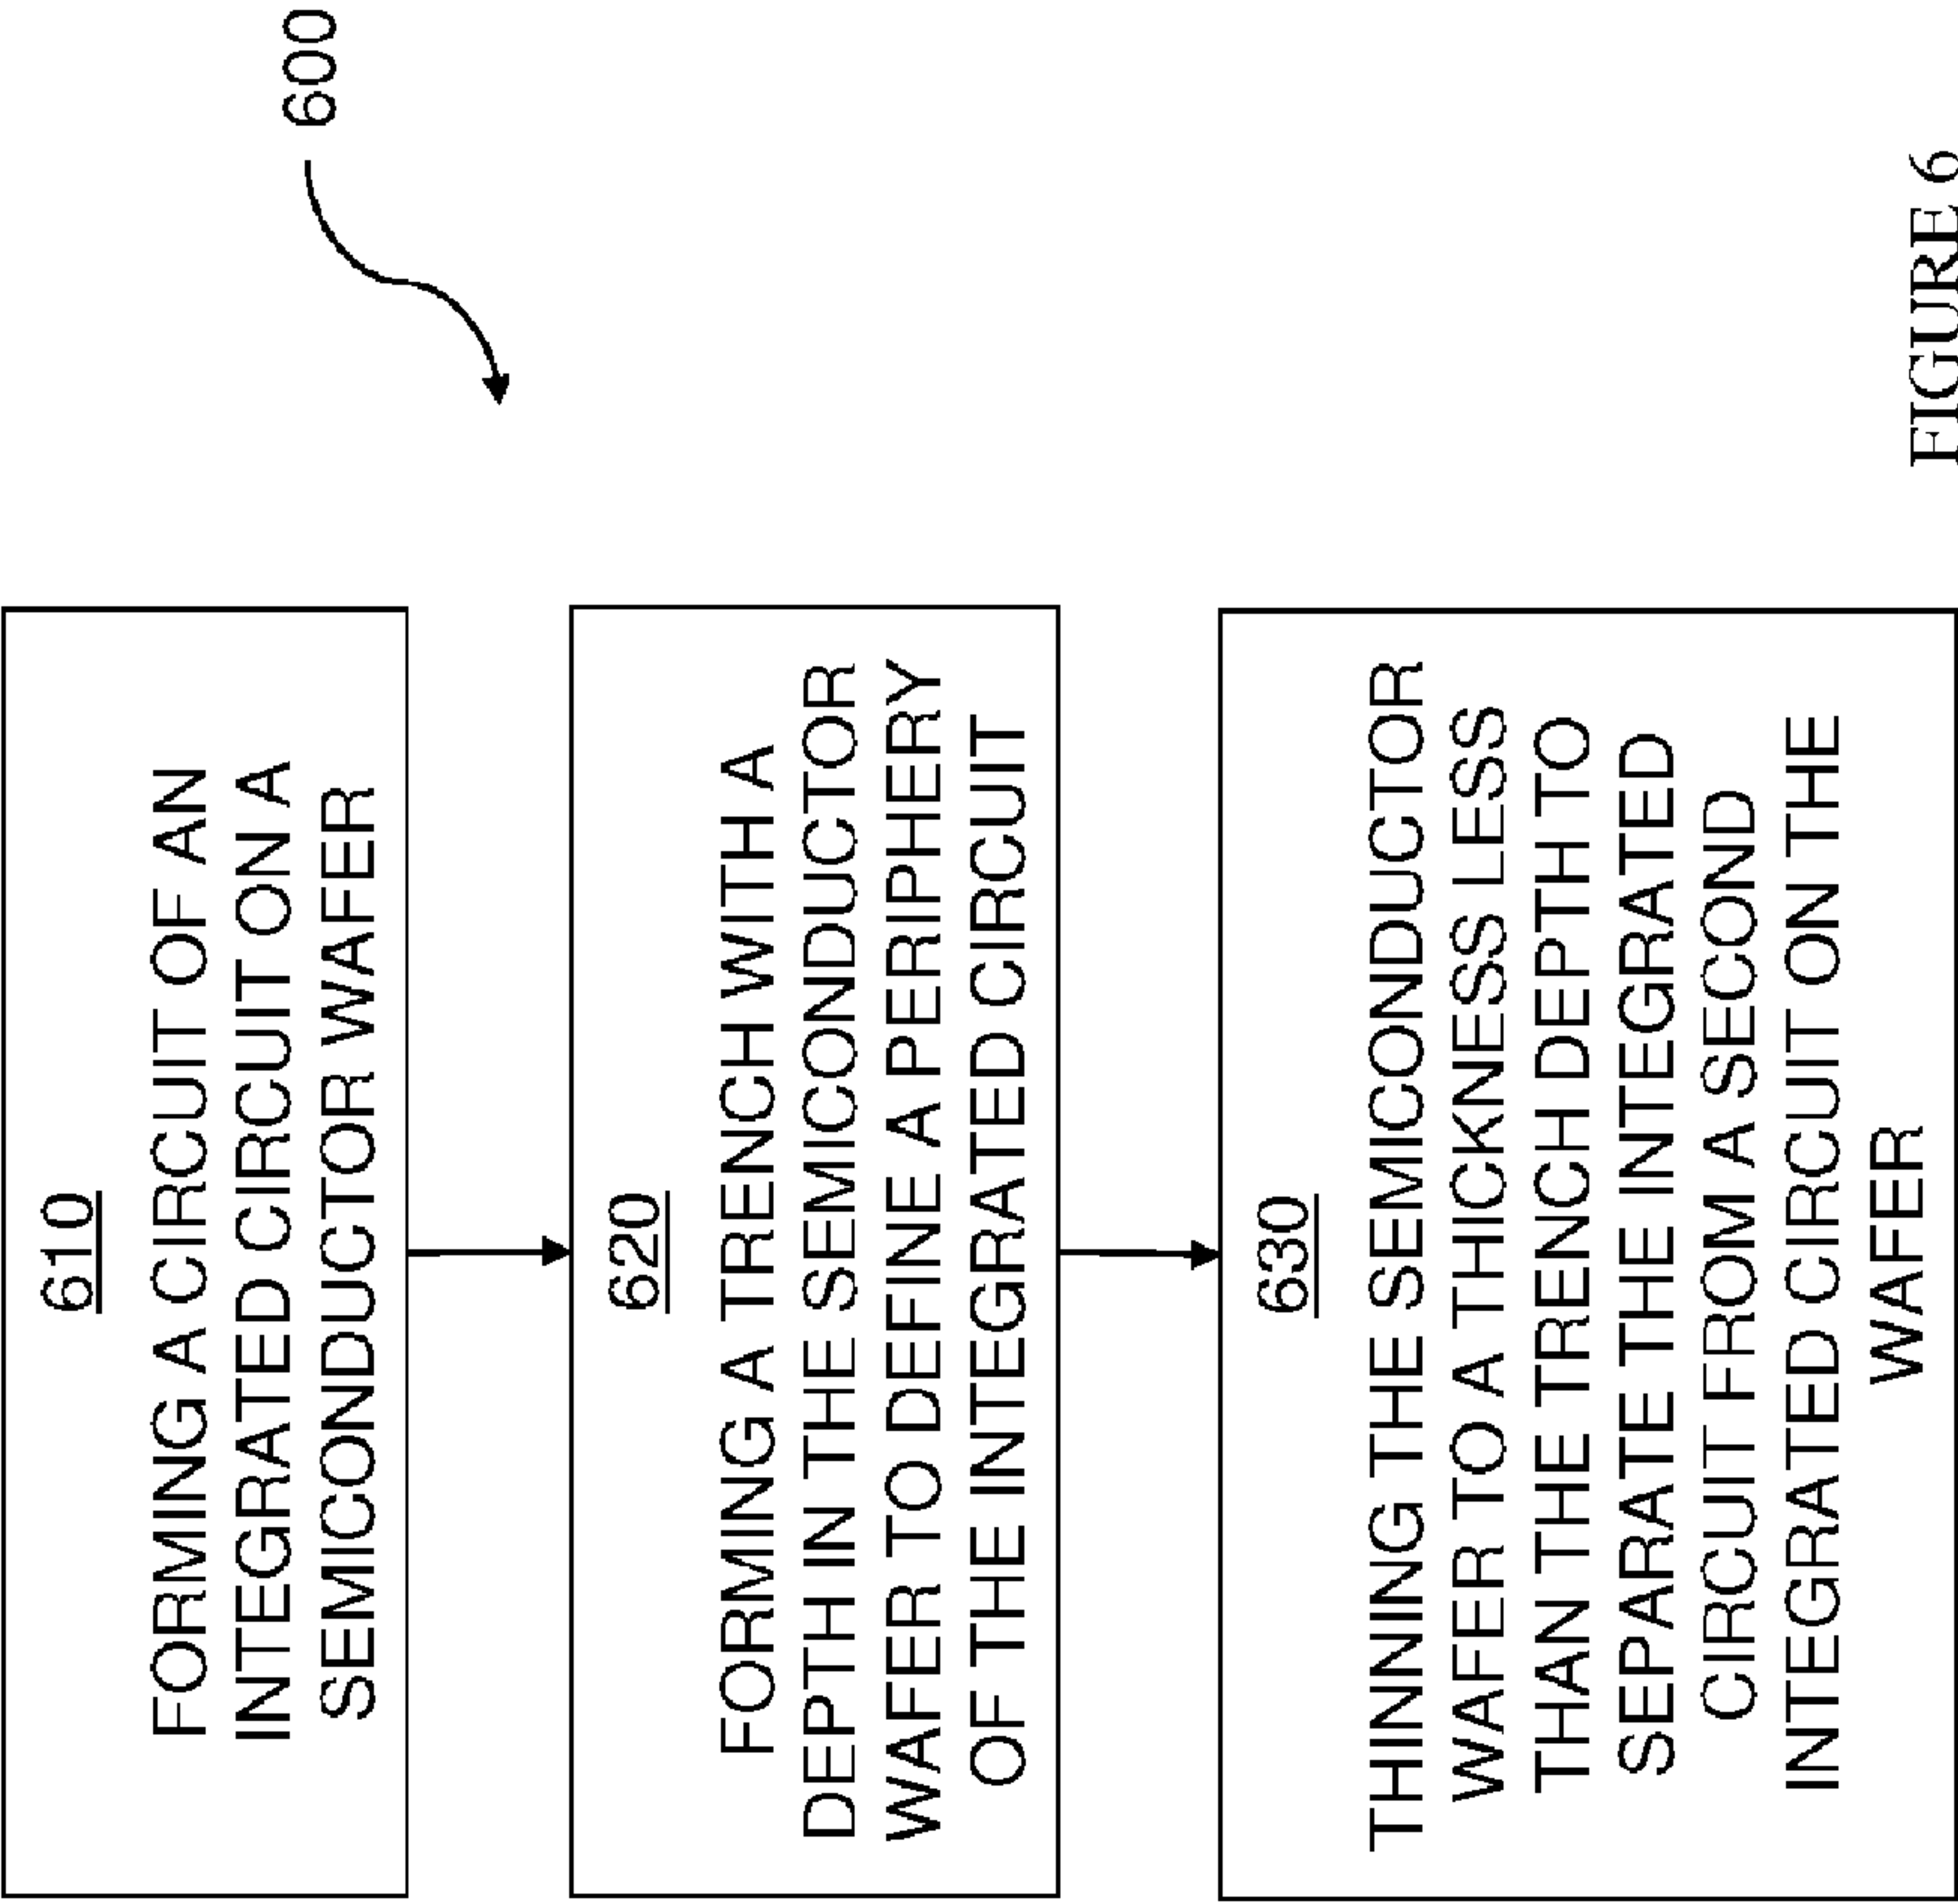 600
610
FORMING A CIRCUIT OF AN
INTEGRATED CIRCUIT ON A
SEMICONDUCTOR WAFER
620
FORMING A TRENCH WITH A
DEPTH IN THE SEMICONDUCTOR
WAFER TO DEFINE A PERIPHERY
OF THE INTEGRATED CIRCUIT
630
THINNING THE SEMICONDUCTOR
WAFER TO A THICKNESS LESS
THAN THE TRENCH DEPTH TO
SEPARATE THE INTEGRATED
CIRCUIT FROM A SECOND
INTEGRATED CIRCUIT ON THE
WAFER
FIGURE 6